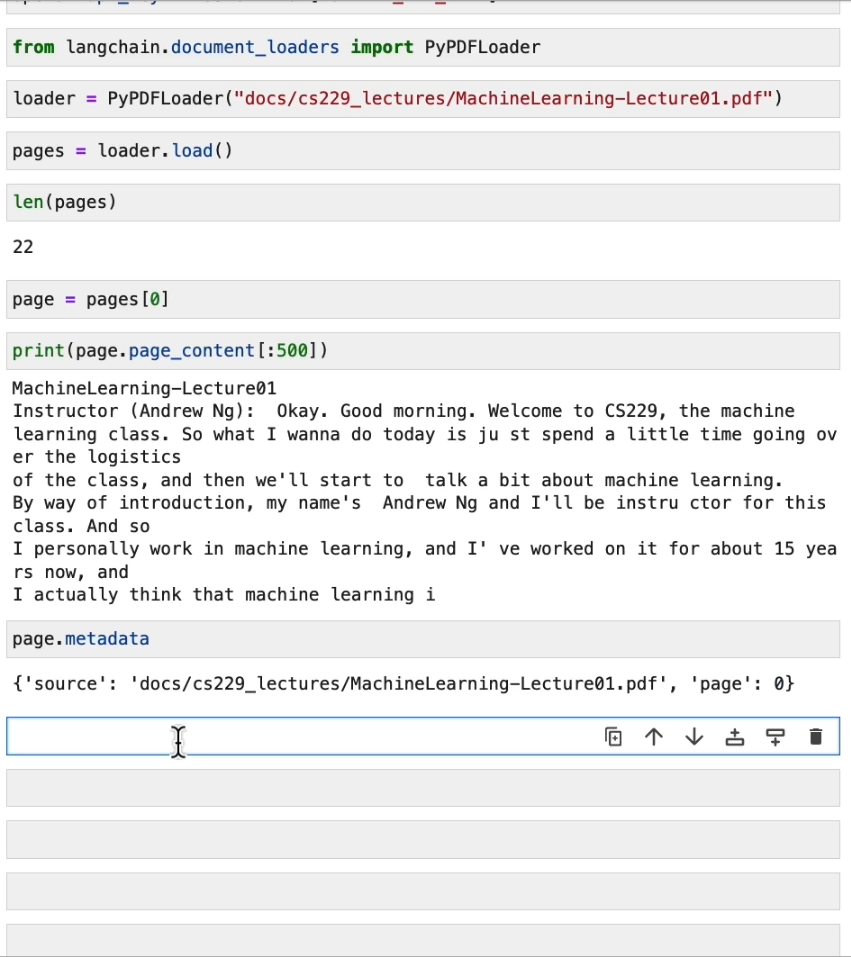 from langchain.document_loaders import PyPDFLoader
loader = PyPDFLoader("docs/cs229_lectures/MachineLearning-Lecture01.pdf")
pages = loader.load()
len(pages)
22
page = pages[0]
print(page.page_content[:500])
MachineLearning-Lecture01
Instructor (Andrew Ng):  Okay. Good morning. Welcome to CS229, the machine
learning class. So what I wanna do today is ju st spend a little time going ov
er the logistics
of the class, and then we'll start to  talk a bit about machine learning.
By way of introduction, my name's  Andrew Ng and I'll be instru ctor for this
class. And so
I personally work in machine learning, and I' ve worked on it for about 15 yea
rs now, and
I actually think that machine learning i
page.metadata
{'source': 'docs/cs229_lectures/MachineLearning-Lecture01.pdf', 'page': 0}